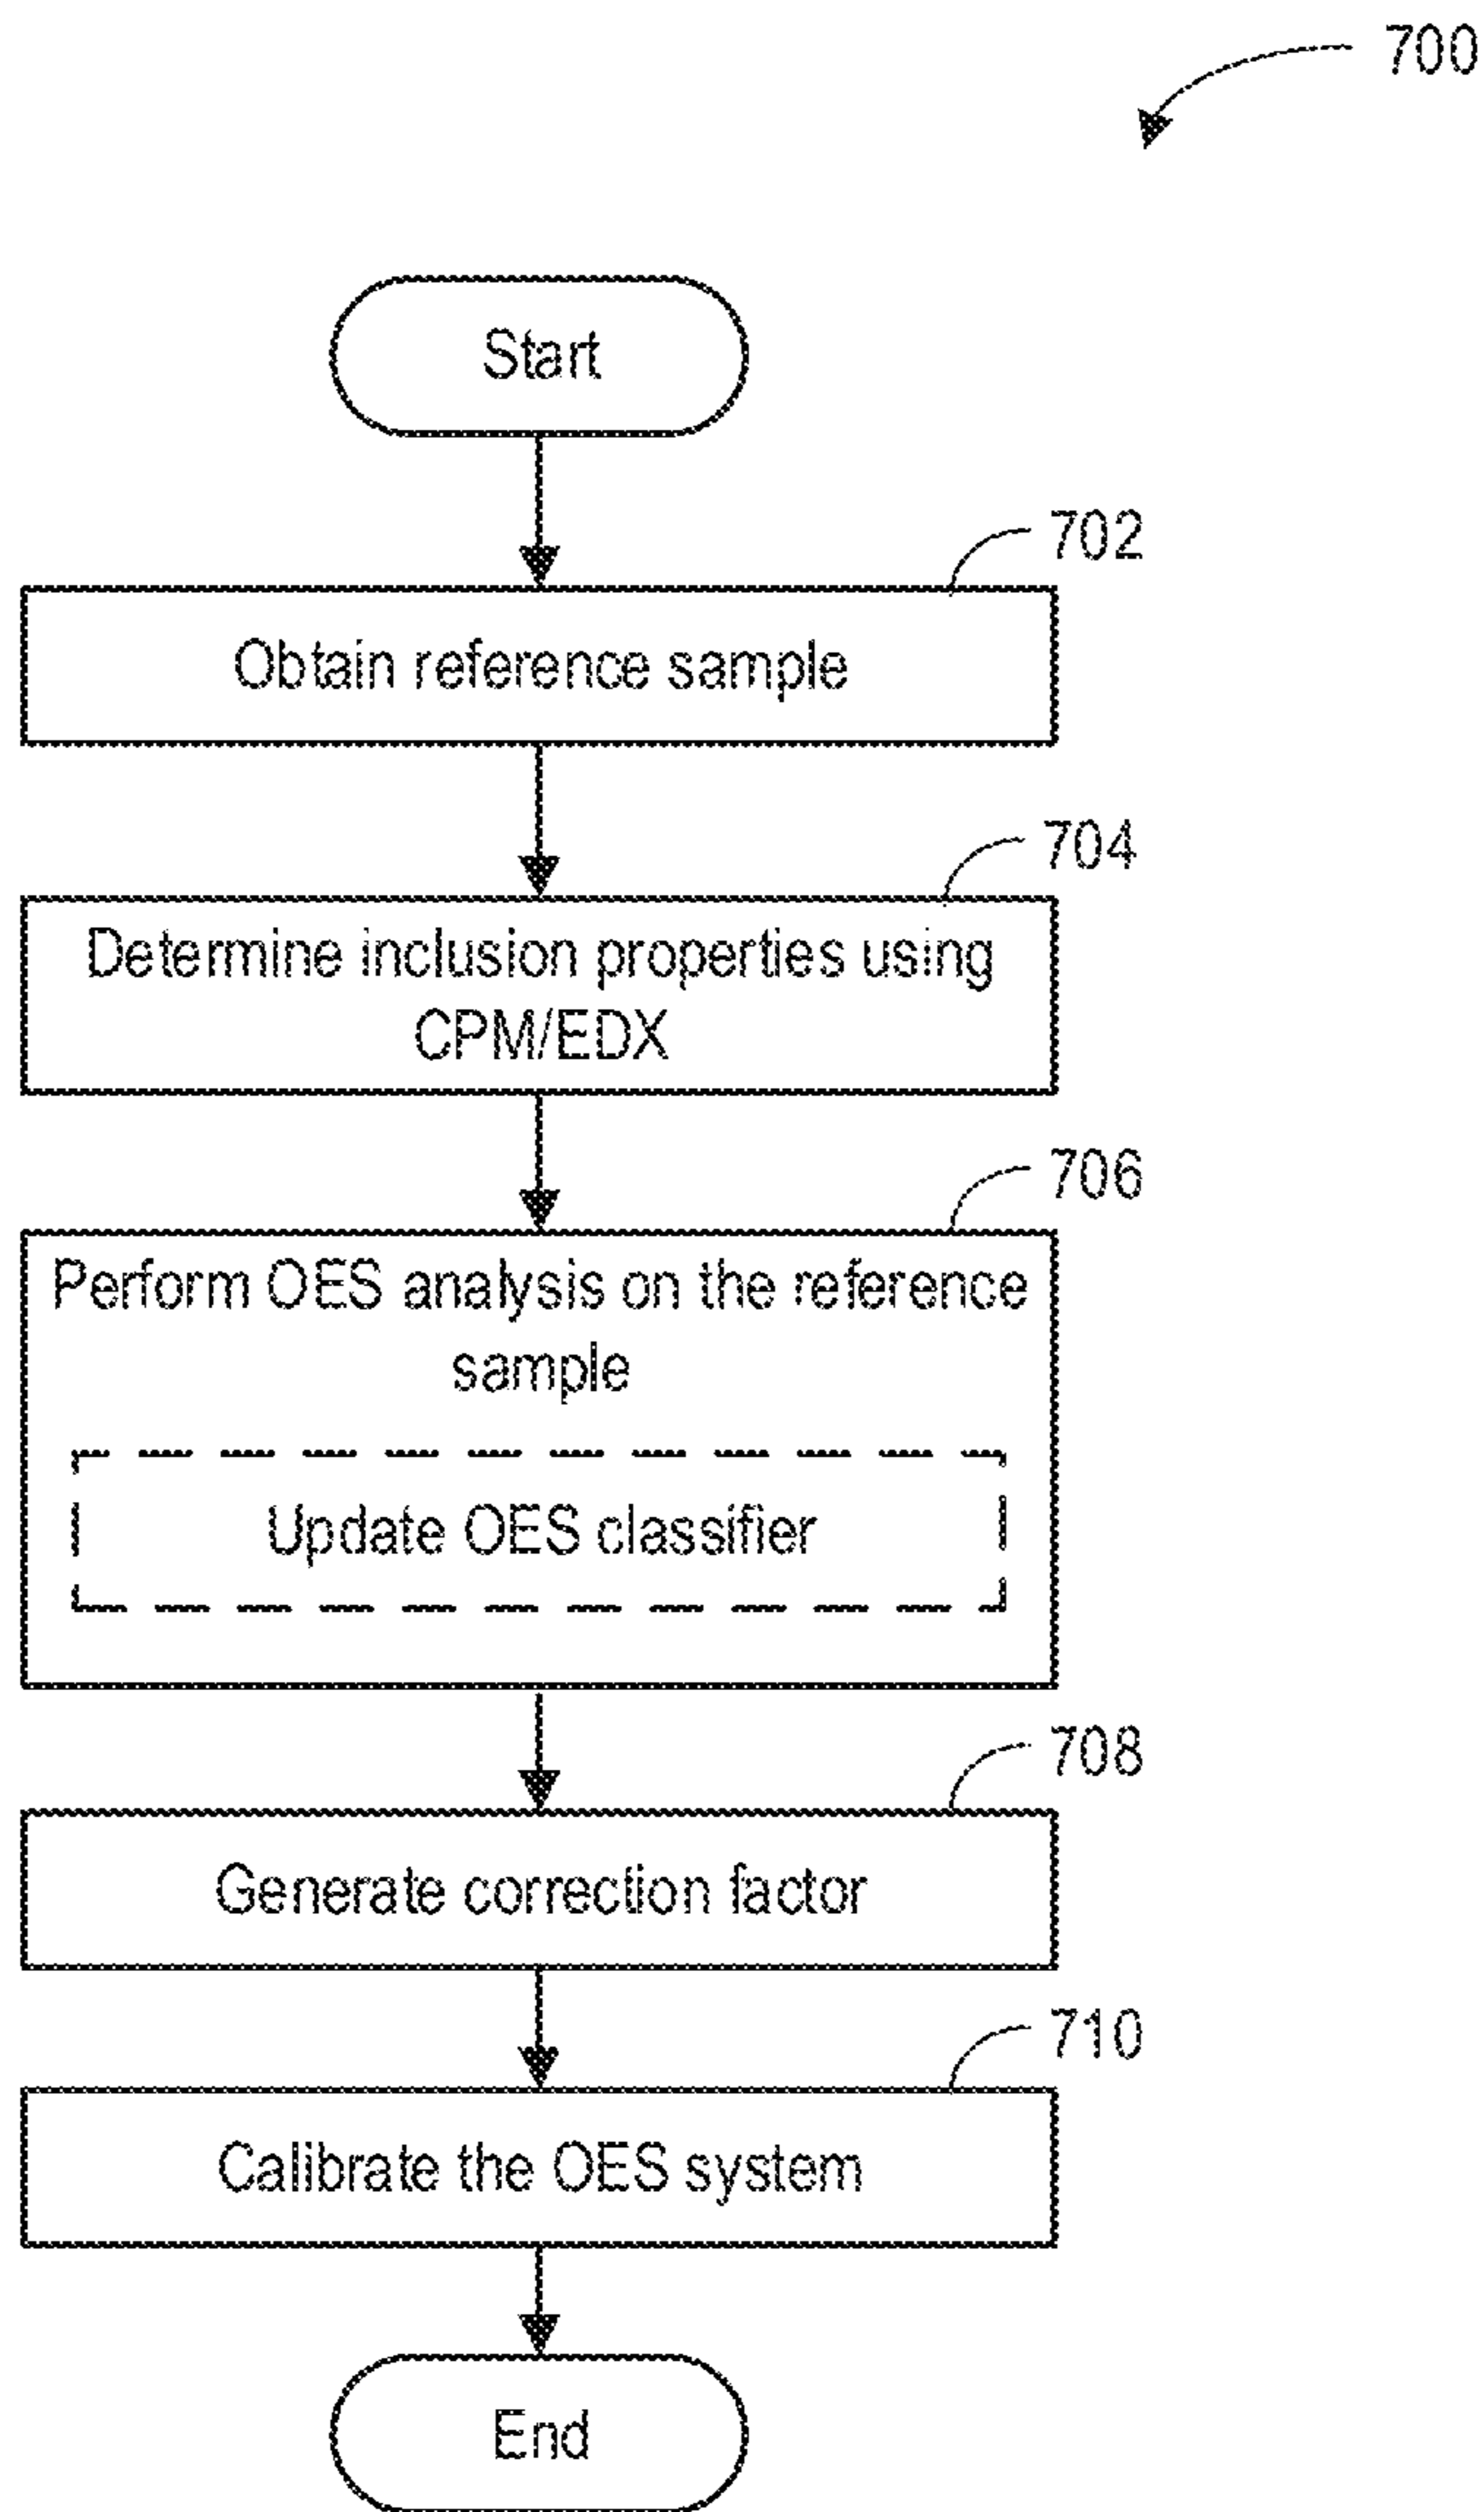 700
Start
702
Obtain reference sample
704
Determine inclusion properties using
CPM/EDX
706
Perform OES analysis on the reference
sample
Update OES classifier
708
Generate correction factor
710
Calibrate the OES system
End